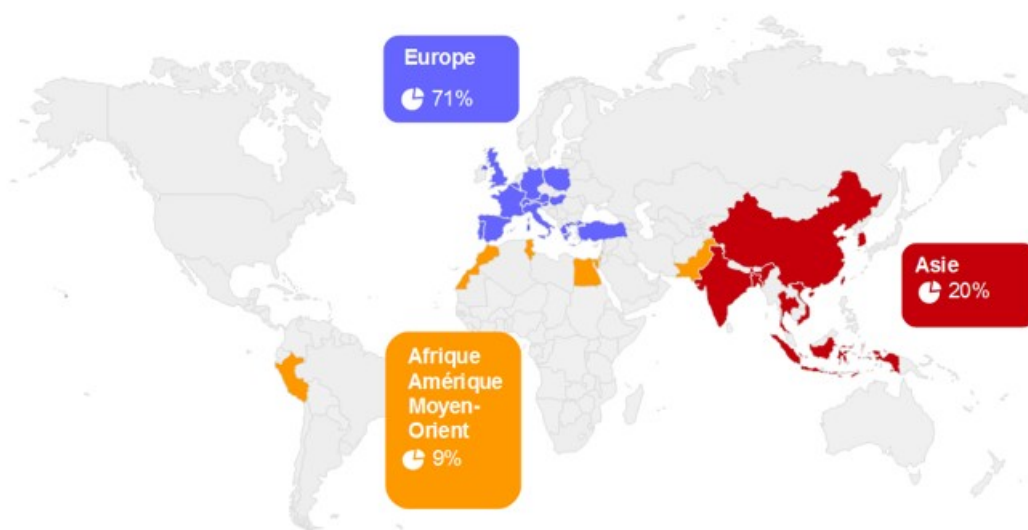 Europe
71%
Asie
20%
Afrique
Amérique
Moyen-
Orient
9%